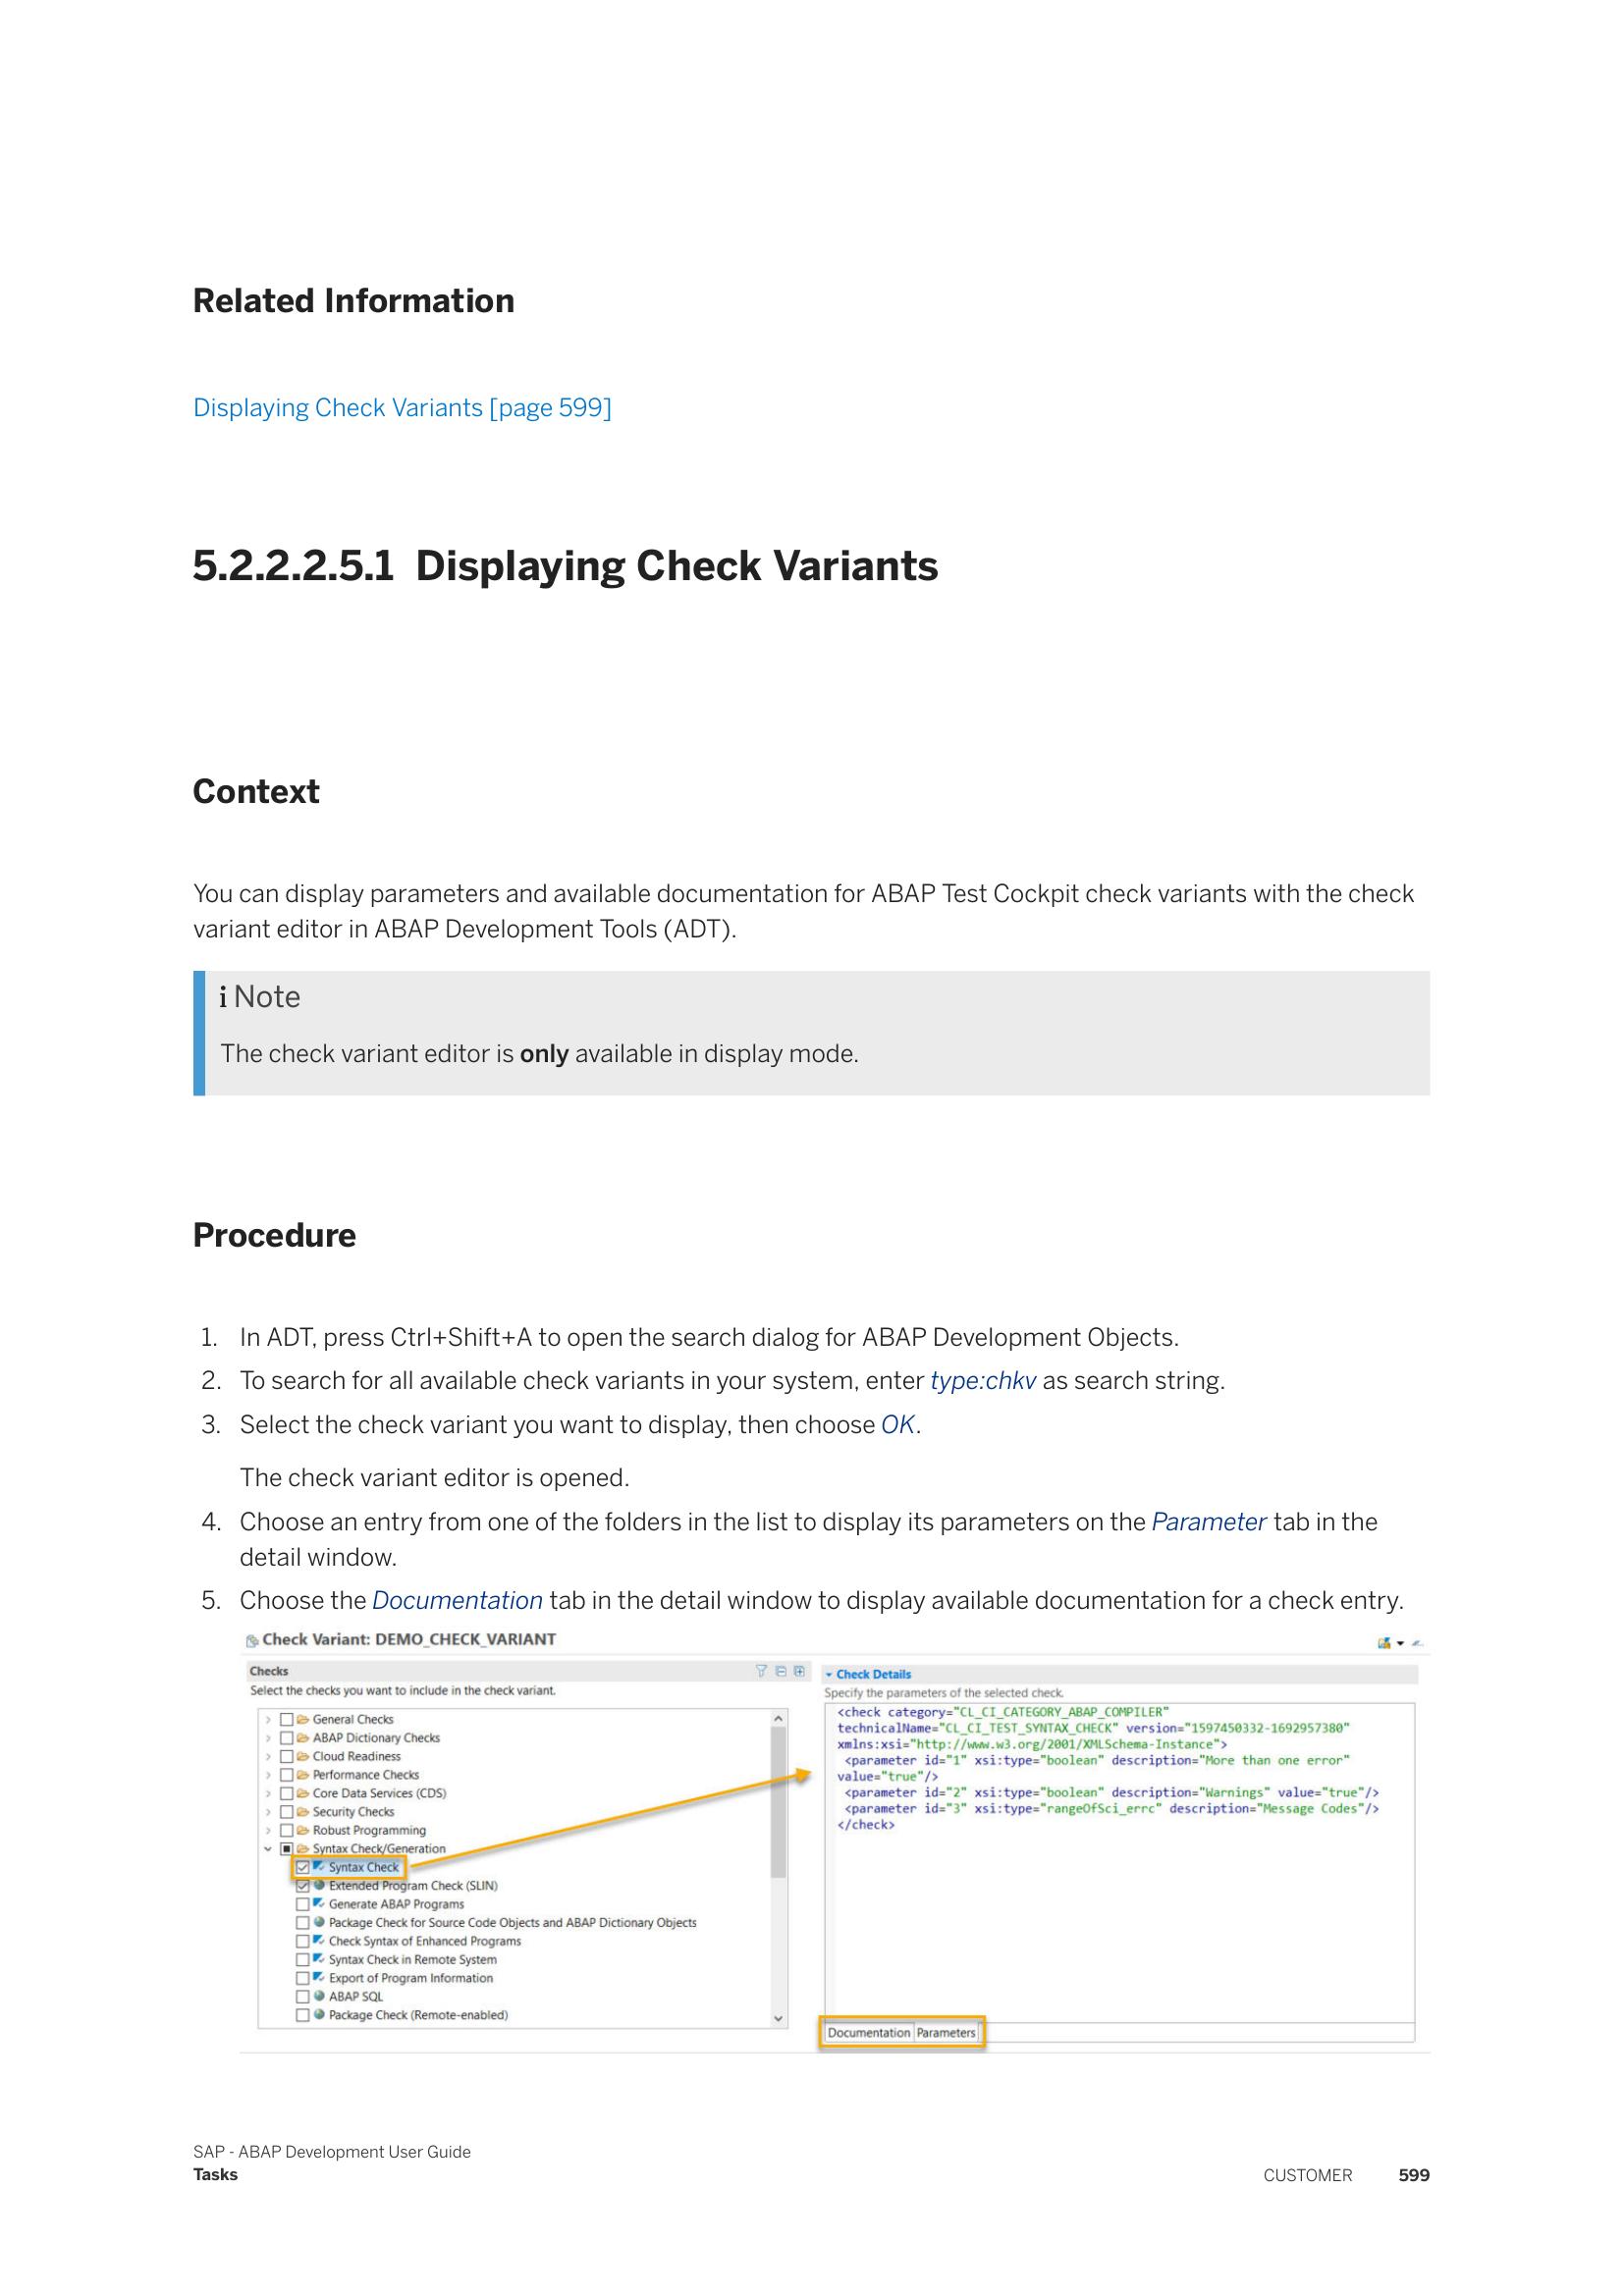 Related Information
Displaying Check Variants [page 599]
5.2.2.2.5.1 Displaying Check Variants
Context
You can display parameters and available documentation for ABAP Test Cockpit check variants with the check
variant editor in ABAP Development Tools (ADT).
i Note
The check variant editor is only available in display mode.
Procedure
1. In ADT, press Ctrl+Shift+A to open the search dialog for ABAP Development Objects.
2. To search for all available check variants in your system, enter type:chkv as search string.
3. Select the check variant you want to display, then choose OK.
The check variant editor is opened.
4. Choose an entry from one of the folders in the list to display its parameters on the Parameter tab in the
detail window.
5. Choose the Documentation tab in the detail window to display available documentation for a check entry.
Check Variant: DEMO_CHECK_VARIANT
Checks
Select the checks you want to include in the check variant.
General Checks
ABAP Dictionary Checks
Cloud Readiness
Performance Checks
Core Data Services (CDS)
Security Checks
Robust Programming
Syntax Check/Generation
Syntax Check
Extended Program Check (SLIN)
Generate ABAP Programs
Package Check for Source Code Objects and ABAP Dictionary Objects
Check Syntax of Enhanced Programs
Syntax Check in Remote System
Export of Program Information
ABAP SQL
Package Check (Remote-enabled)
Check Details
Specify the parameters of the selected check.
<check category="CL_CI_CATEGORY_ABAP_COMPILER"
technicalName="CL_CI_TEST_SYNTAX_CHECK" version="1597450332-1692957380"
xmlns:xsi="http://www.w3.org/2001/XMLSchema-Instance">
<parameter id="1" xsi:type="boolean" description="More than one error"
value="true"/>
<parameter id="2" xsi:type="boolean" description="Warnings" value="true"/>
<parameter id="3" xsi:type="rangeOfSci_errc" description="Message Codes"/>
</check>
Documentation Parameters
SAP - ABAP Development User Guide
Tasks
CUSTOMER 599